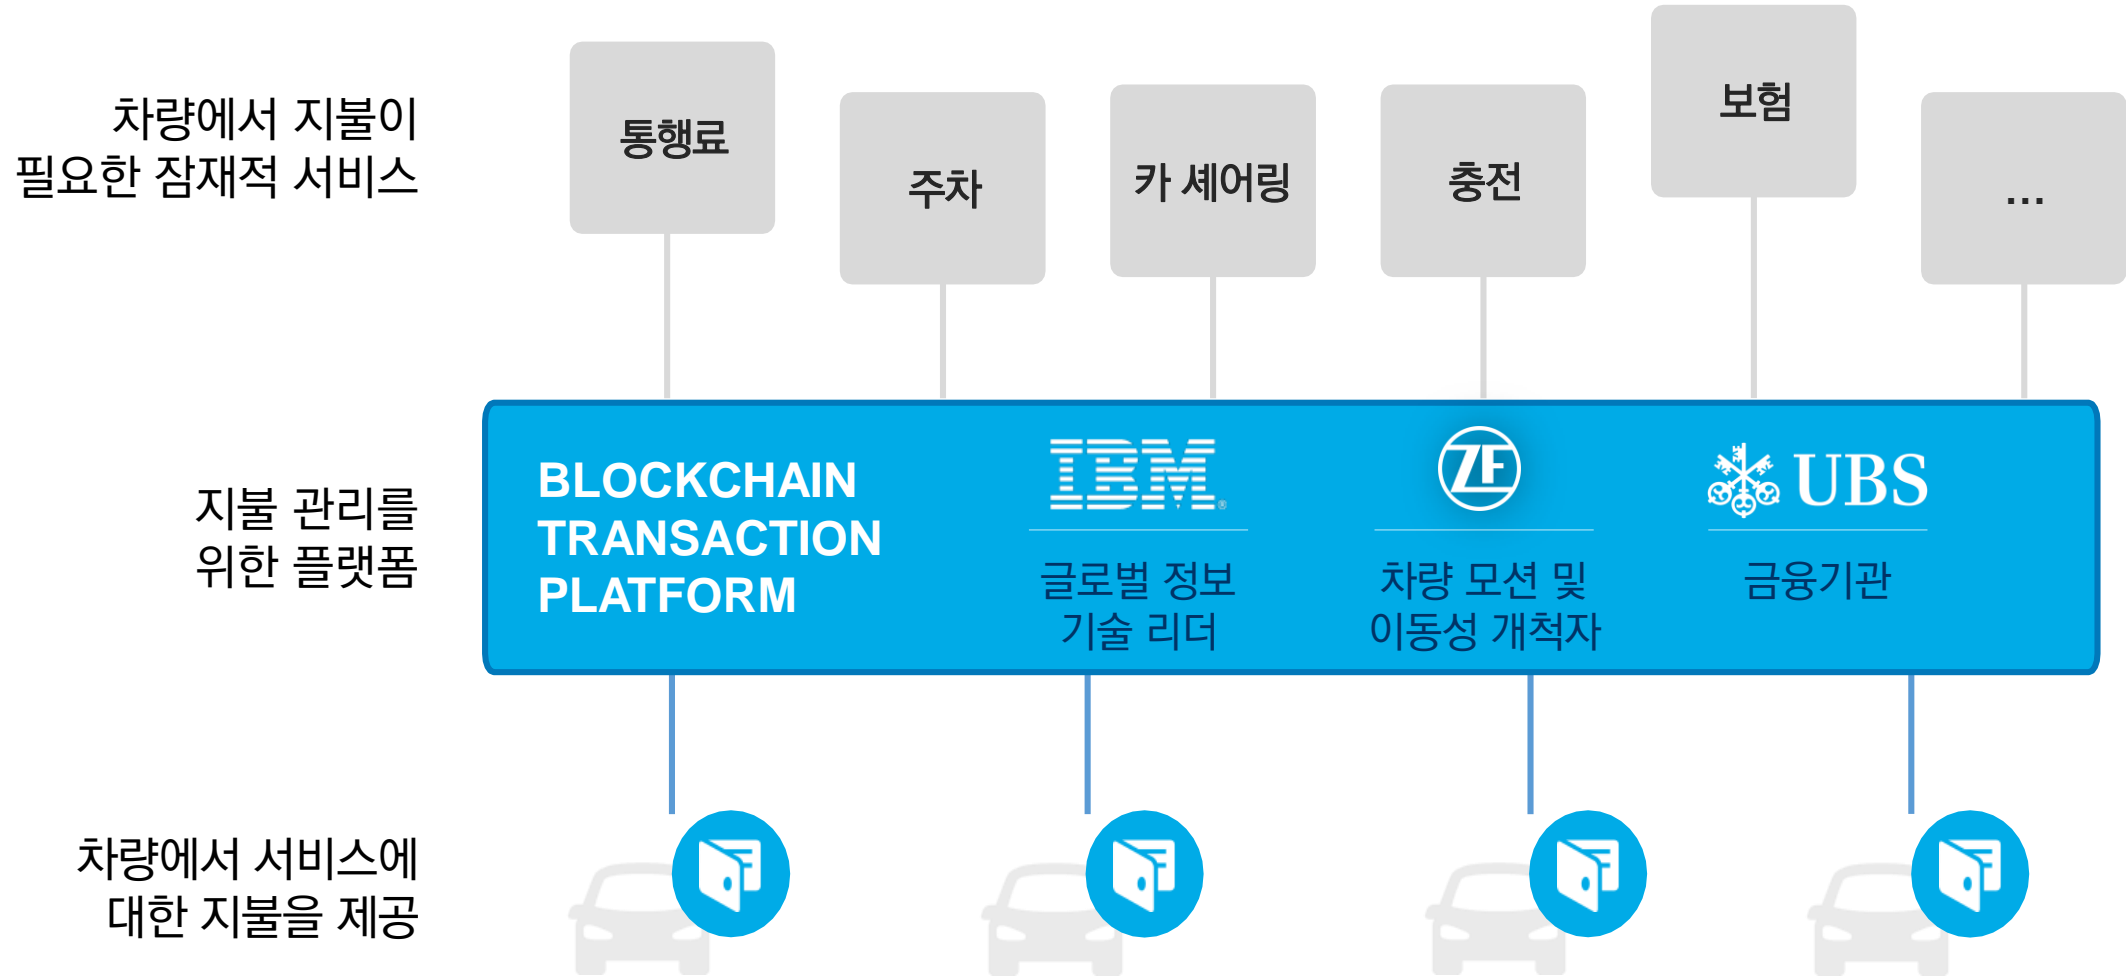 차량에서 지불이
필요한 잠재적 서비스
통행료
주차
카 셰어링
충전
보험
...
지불 관리를
위한 플랫폼
BLOCKCHAIN
TRANSACTION
PLATFORM
IBM®
글로벌 정보
기술 리더
ZF
차량 모션 및
이동성 개척자
UBS
금융기관
차량에서 서비스에
대한 지불을 제공